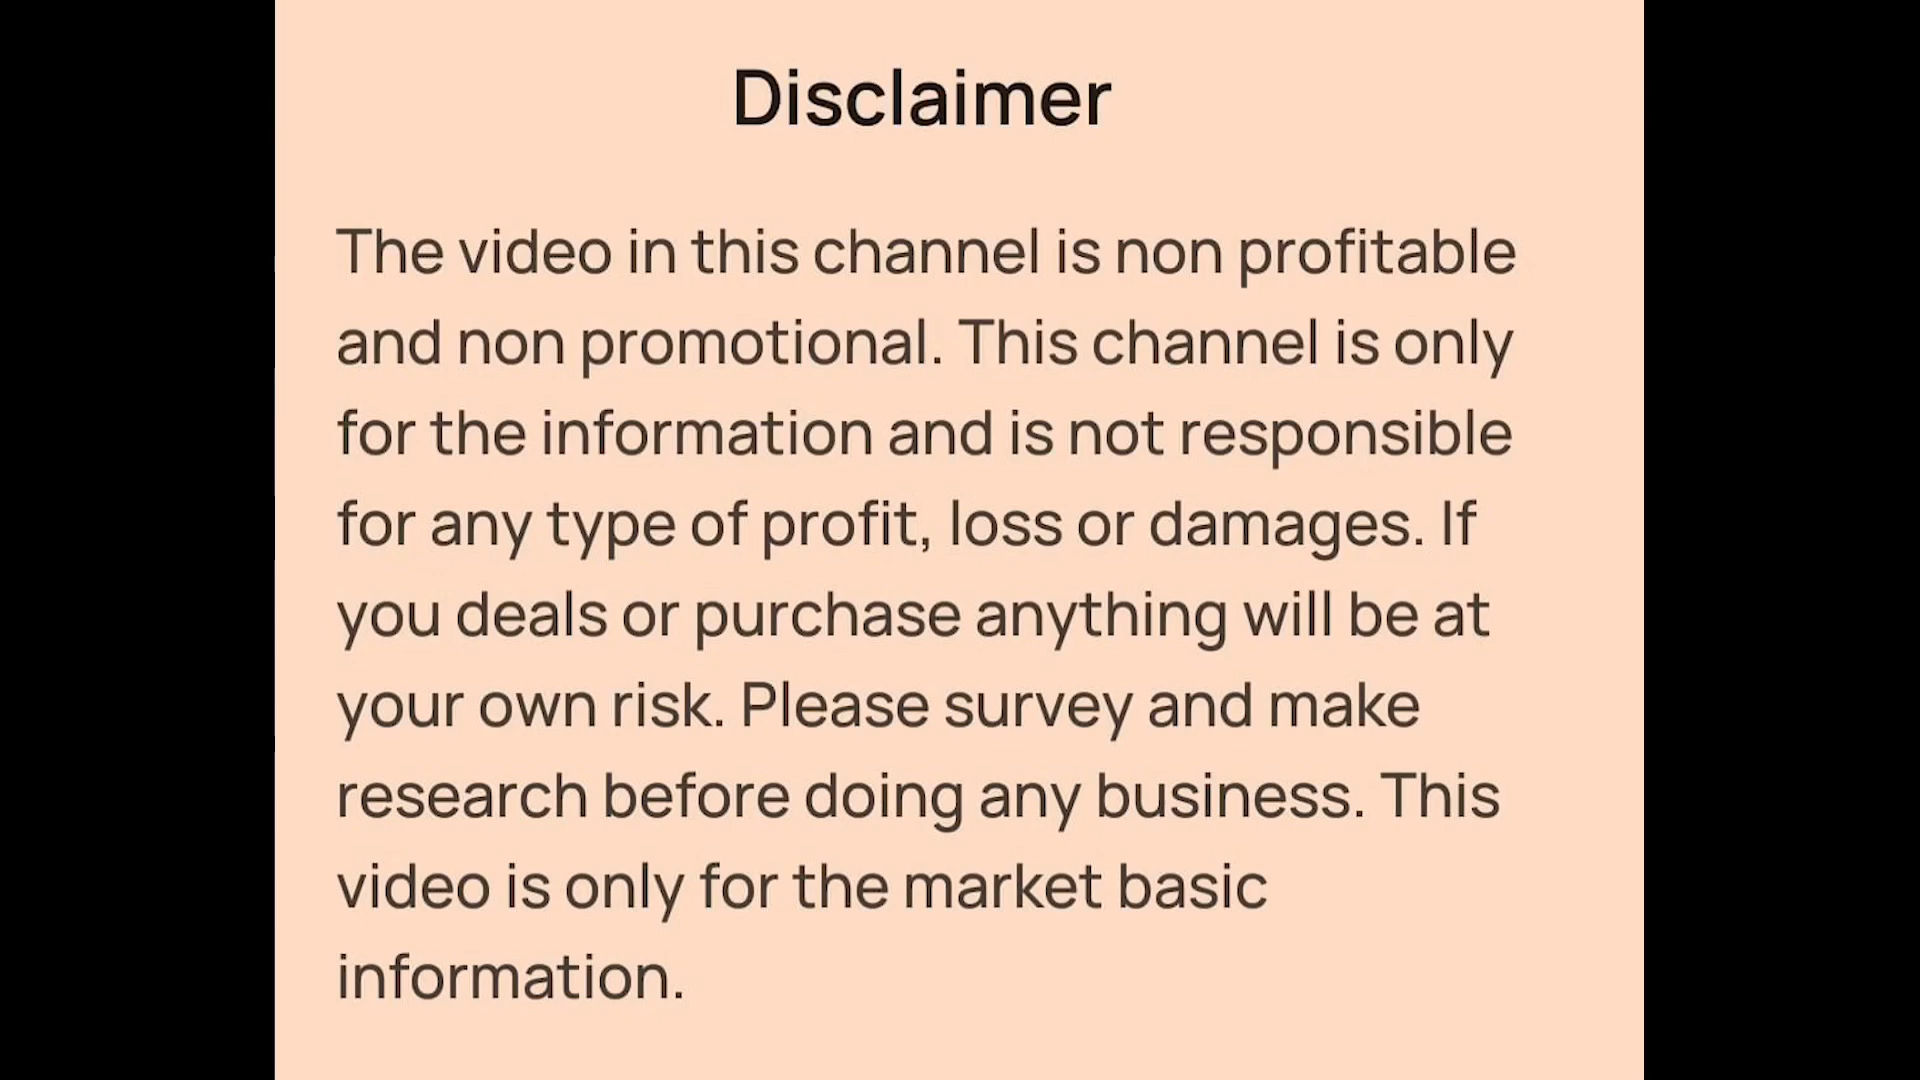 Disclaimer
The video in this channel is non profitable
and non promotional. This channel is only
for the information and is not responsible
for any type of profit, loss or damages. If
you deals or purchase anything will be at
your own risk. Please survey and make
research before doing any business. This
video is only for the market basic
information.